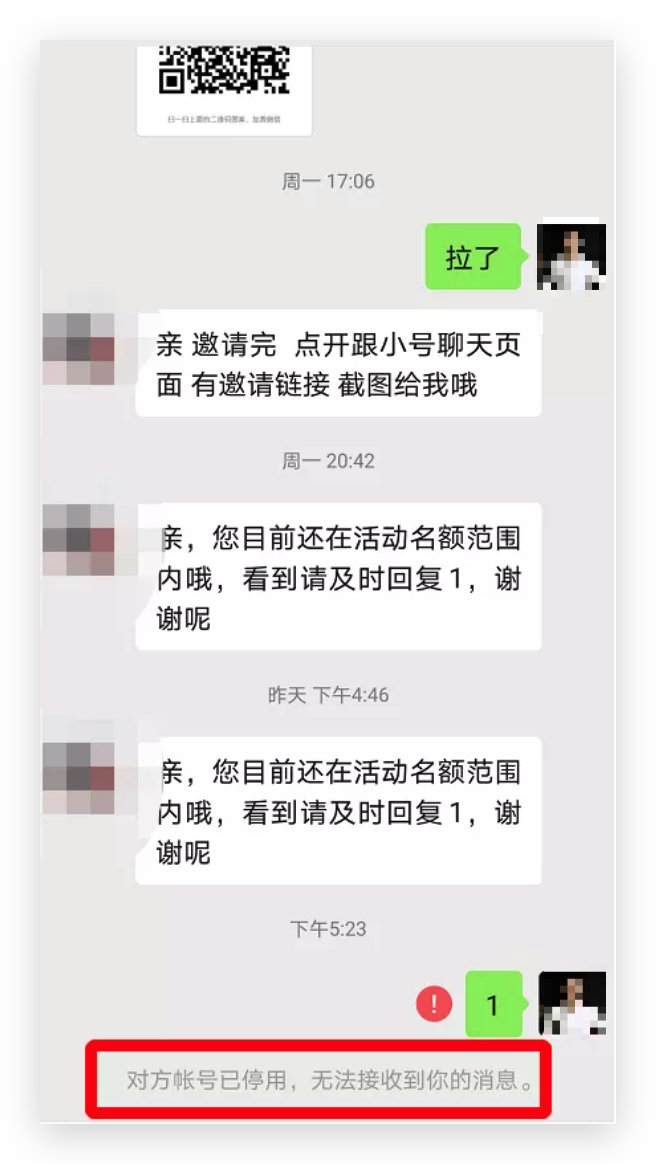 扫一扫上面的二维码图案，加我微信
周一 17:06
拉了
亲 邀请完 点开跟小号聊天页
面 有邀请链接 截图给我哦
周一 20:42
亲，您目前还在活动名额范围
内哦，看到请及时回复1，谢
谢呢
昨天 下午4:46
亲，您目前还在活动名额范围
内哦，看到请及时回复1，谢
谢呢
下午5:23
!
1
对方帐号已停用，无法接收到你的消息。